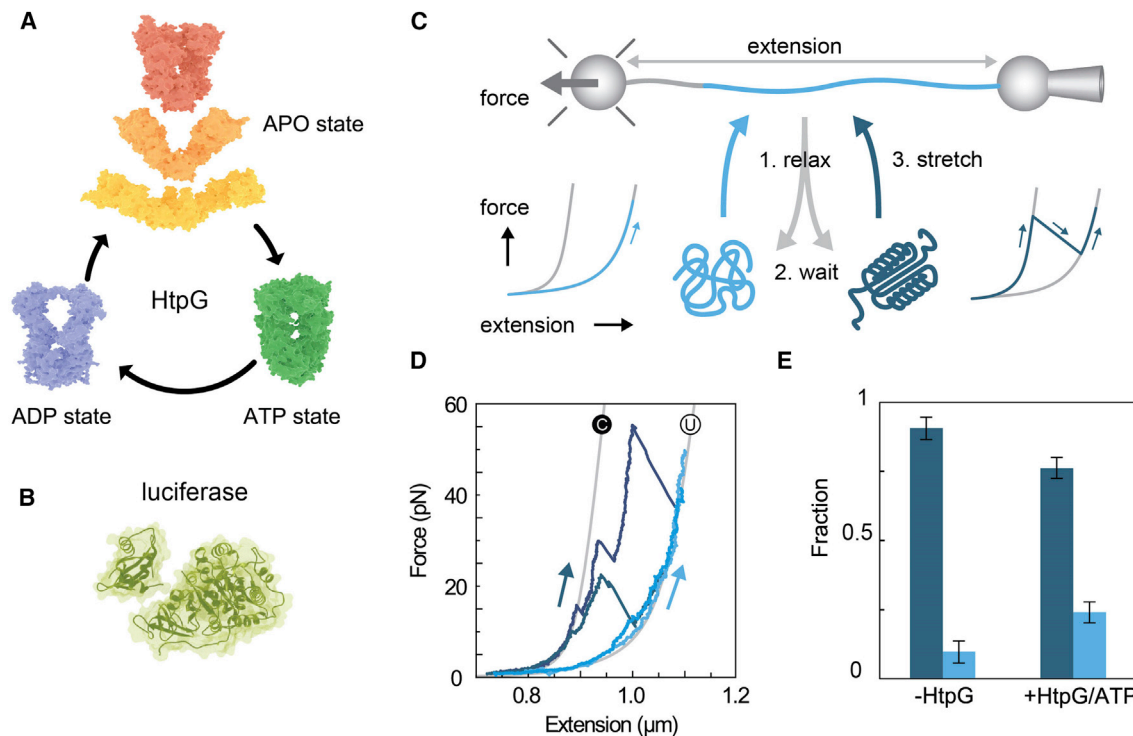 A
APO state
HtpG
ADP state
ATP state
B
luciferase
C
extension
force
1. relax
3. stretch
force
2. wait
extension
D
60
40
20
0
Force (pN)
C
U
0.8
1.0
1.2
Extension (µm)
E
1
0.5
0
Fraction
-HtpG
+HtpG/ATP